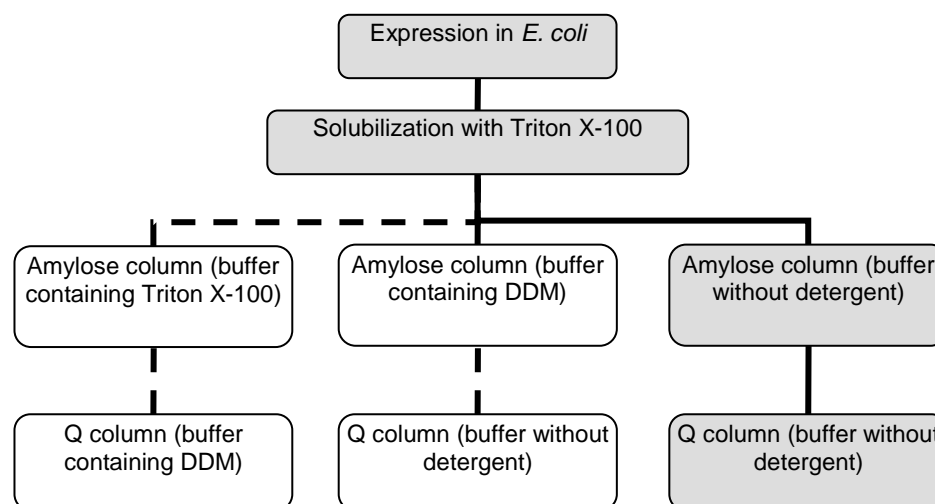 Expression in E. coli
Solubilization with Triton X-100
Amylose column (buffer
containing Triton X-100)
Amylose column (buffer
containing DDM)
Amylose column (buffer
without detergent)
Q column (buffer
containing DDM)
Q column (buffer without
detergent)
Q column (buffer without
detergent)